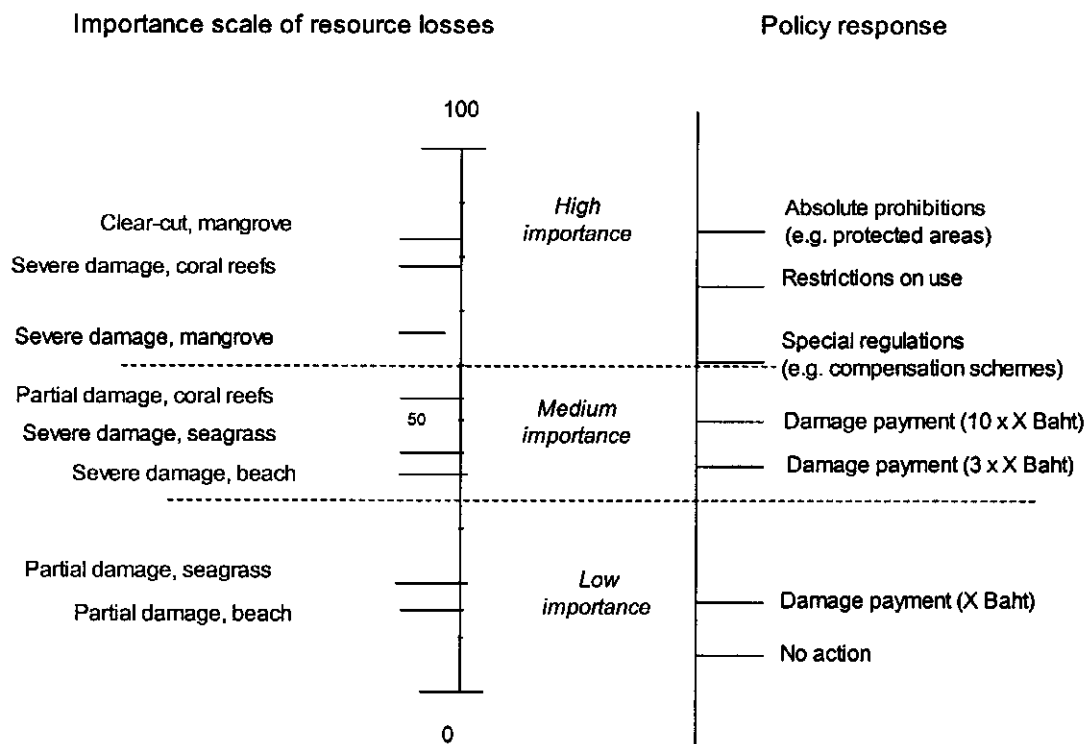 Importance scale of resource losses
Policy response
100
High
importance
Absolute prohibitions
(e.g. protected areas)
Clear-cut, mangrove
Severe damage, coral reefs
Restrictions on use
Severe damage, mangrove
Special regulations
(e.g. compensation schemes)
Partial damage, coral reefs
50
Medium
importance
Damage payment (10 x X Baht)
Severe damage, seagrass
Severe damage, beach
Damage payment (3 x X Baht)
Partial damage, seagrass
Low
importance
Partial damage, beach
Damage payment (X Baht)
No action
0